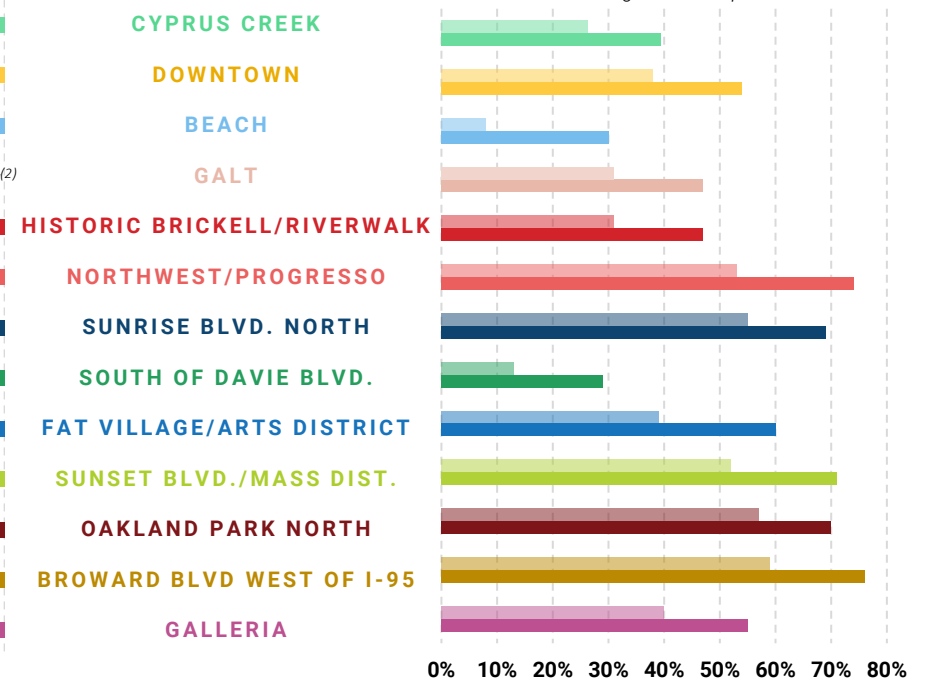 CYPRUS CREEK
DOWNTOWN
BEACH
(2)
GALT
HISTORIC BRICKELL/RIVERWALK
NORTHWEST/PROGRESSO
SUNRISE BLVD. NORTH
SOUTH OF DAVIE BLVD.
FAT VILLAGE/ARTS DISTRICT
SUNSET BLVD./MASS DIST.
OAKLAND PARK NORTH
BROWARD BLVD WEST OF I-95
GALLERIA
0% 10% 20% 30% 40% 50% 60% 70% 80%